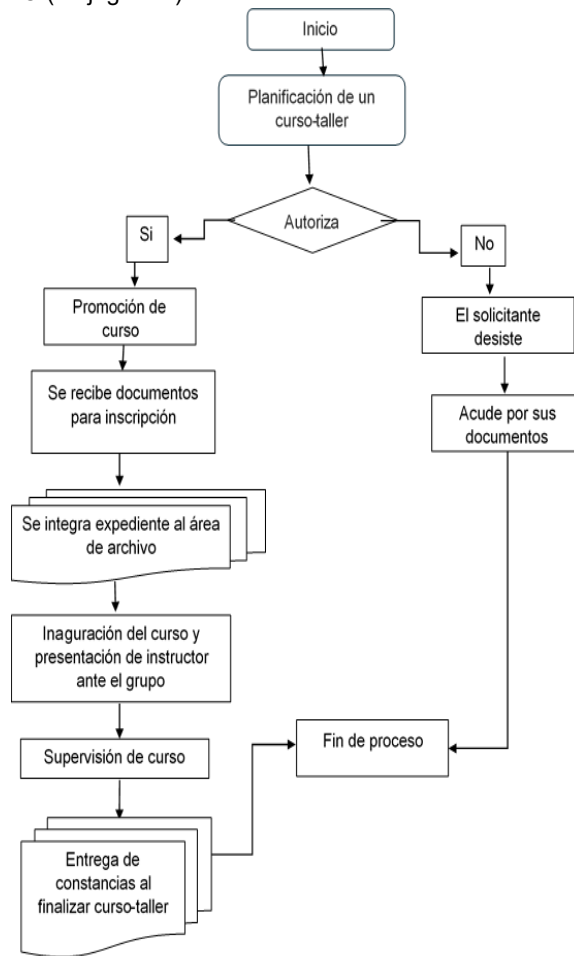 Inicio
Planificación de un
curso-taller
Autoriza
Si
No
Promoción de
curso
El solicitante
desiste
Se recibe documentos
para inscripción
Acude por sus
documentos
Se integra expediente al área
de archivo
Inaguración del curso y
presentación de instructor
ante el grupo
Fin de proceso
Supervisión de curso
Entrega de
constancias al
finalizar curso-taller